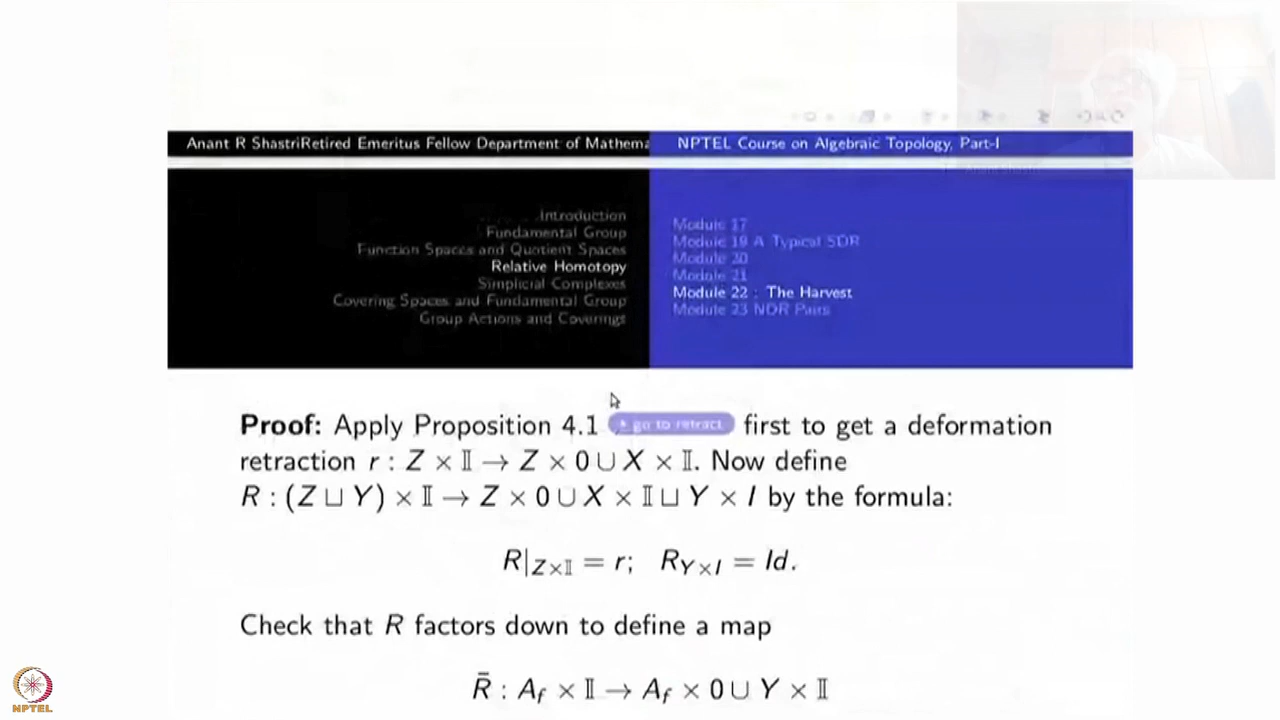 Anant R ShastriRetired Emeritus Fellow Department of Mathema
NPTEL Course on Algebraic Topology, Part-I
Introduction
Fundamental Group
Function Spaces and Quotient Spaces
Relative Homotopy
Simplicial Complexes
Covering Spaces and Fundamental Group
Group Actions and Coverings
Module 17
Module 19 A Typical SDR
Module 20
Module 21
Module 22 : The Harvest
Module 23 NDR Pairs
Proof: Apply Proposition 4.1 go to retract first to get a deformation
retraction r : Z × 𝕀 → Z × 0 ∪ X × 𝕀. Now define
R : (Z ⊔ Y) × 𝕀 → Z × 0 ∪ X × 𝕀 ⊔ Y × I by the formula:
R|_{Z×𝕀} = r; R_{Y×I} = Id.
Check that R factors down to define a map
R̄ : A_f × 𝕀 → A_f × 0 ∪ Y × 𝕀
NPTEL